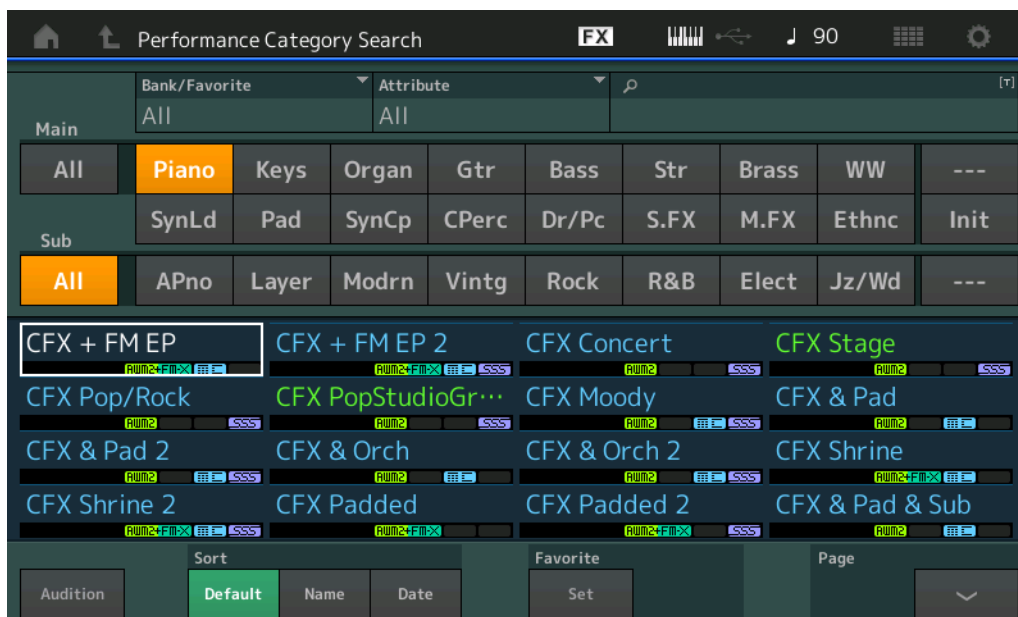 Performance Category Search FX ♩ 90
Bank/Favorite Attribute [T]
All All
Main
All Piano Keys Organ Gtr Bass Str Brass WW ---
SynLd Pad SynCp CPerc Dr/Pc S.FX M.FX Ethnc Init
Sub
All APno Layer Modrn Vintg Rock R&B Elect Jz/Wd ---
CFX + FM EP CFX + FM EP 2 CFX Concert CFX Stage
AWM2+FM-X AWM2+FM-X SSS AWM2 SSS AWM2 SSS
CFX Pop/Rock CFX PopStudioGr⋯ CFX Moody CFX & Pad
AWM2 SSS AWM2 SSS AWM2 SSS AWM2
CFX & Pad 2 CFX & Orch CFX & Orch 2 CFX Shrine
AWM2 SSS AWM2 AWM2 SSS AWM2+FM-X
CFX Shrine 2 CFX Padded CFX Padded 2 CFX & Pad & Sub
AWM2+FM-X SSS AWM2+FM-X AWM2+FM-X SSS AWM2
Sort Favorite Page
Audition Default Name Date Set